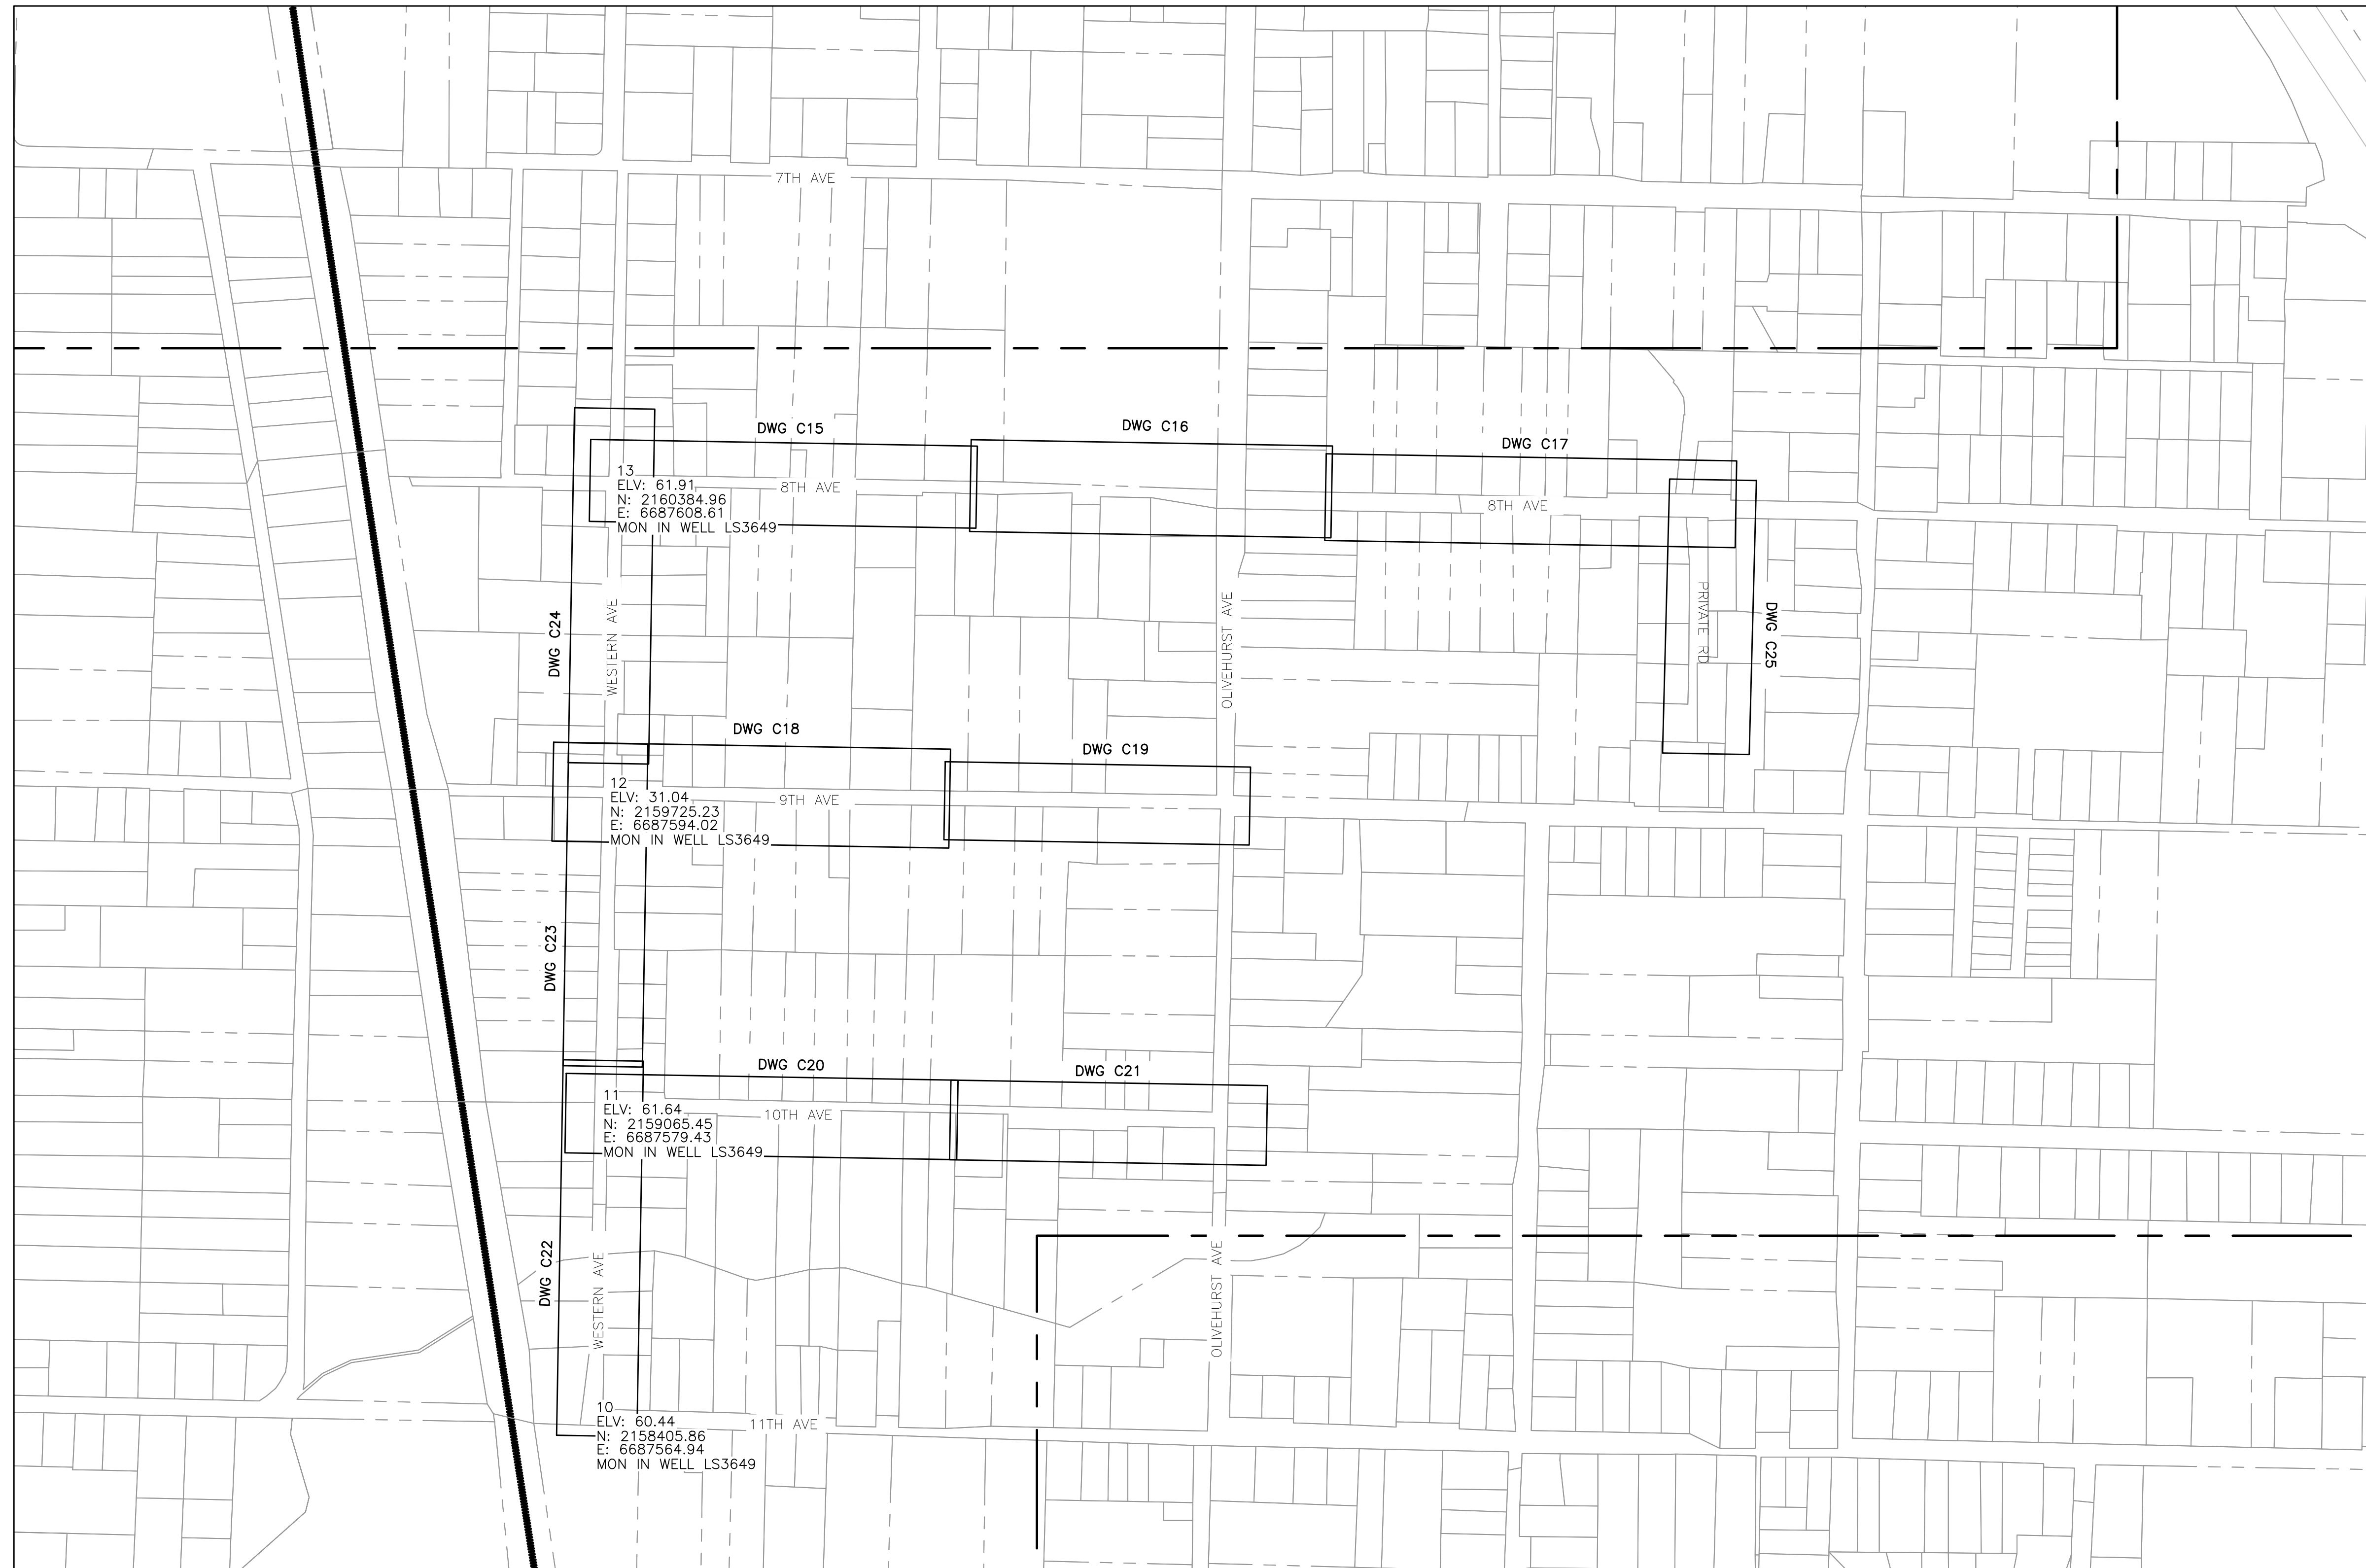 7TH AVE
DWG C15
DWG C16
DWG C17
13
ELV: 61.91
N: 2160384.96
E: 6687608.61
MON IN WELL LS3649
8TH AVE
8TH AVE
DWG C24
WESTERN AVE
OLIVEHURST AVE
PRIVATE RD
DWG C25
DWG C18
DWG C19
12
ELV: 31.04
N: 2159725.23
E: 6687594.02
MON IN WELL LS3649
9TH AVE
DWG C23
DWG C20
DWG C21
11
ELV: 61.64
N: 2159065.45
E: 6687579.43
MON IN WELL LS3649
10TH AVE
DWG C22
WESTERN AVE
OLIVEHURST AVE
10
ELV: 60.44
N: 2158405.86
E: 6687564.94
MON IN WELL LS3649
11TH AVE